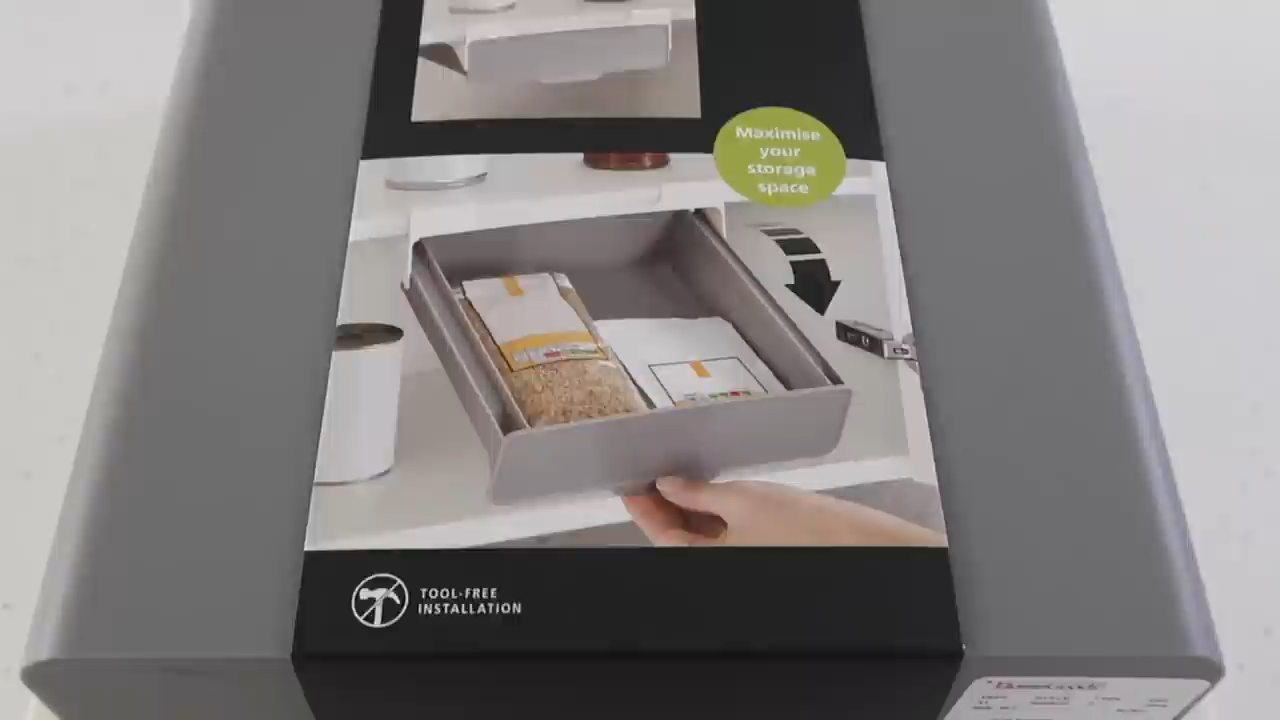 Maximise
your
storage
space
TOOL-FREE
INSTALLATION